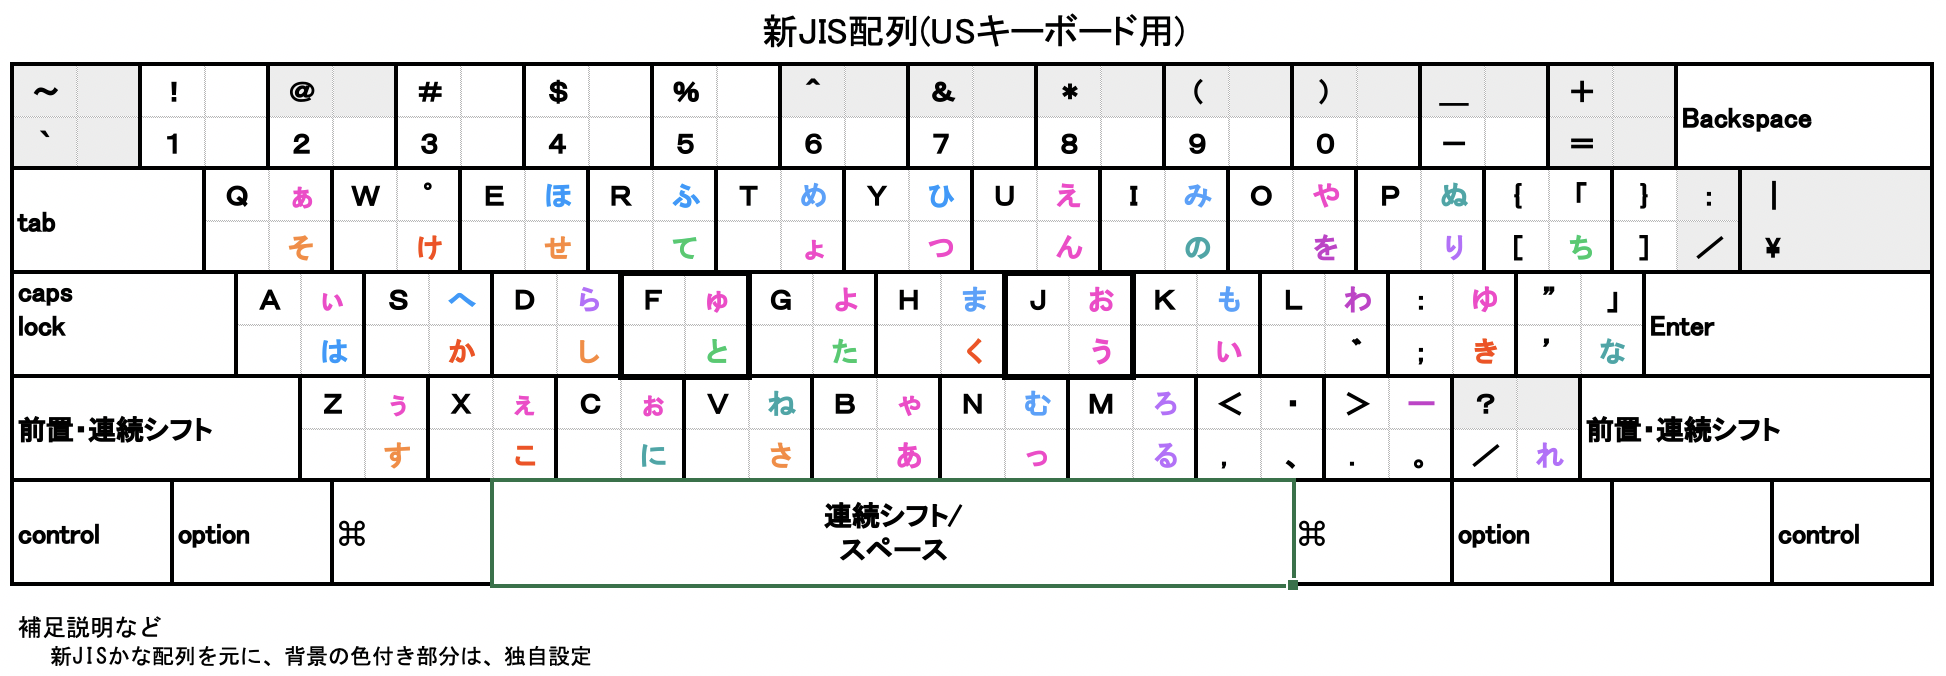 新JIS配列(USキーボード用)
~ ! @ # $ % ^ & * ( ) _ + Backspace
` 1 2 3 4 5 6 7 8 9 0 - =
tab Q ぁ W ゜ E ほ R ふ T め Y ひ U え I み O や P ぬ { 「 } : |
そ け せ て ょ つ ん の を り [ ち ] / ¥
caps A ぃ S へ D ら F ゅ G よ H ま J お K も L わ : ゆ ” 」 Enter
lock は か し と た く う い ゛ ; き ’ な
前置・連続シフト Z ぅ X ぇ C ぉ V ね B ゃ N む M ろ < ・ > ー ? 前置・連続シフト
す こ に さ あ っ る , 、 . 。 / れ
control option ⌘ 連続シフト/ ⌘ option control
スペース
補足説明など
新JISかな配列を元に、背景の色付き部分は、独自設定